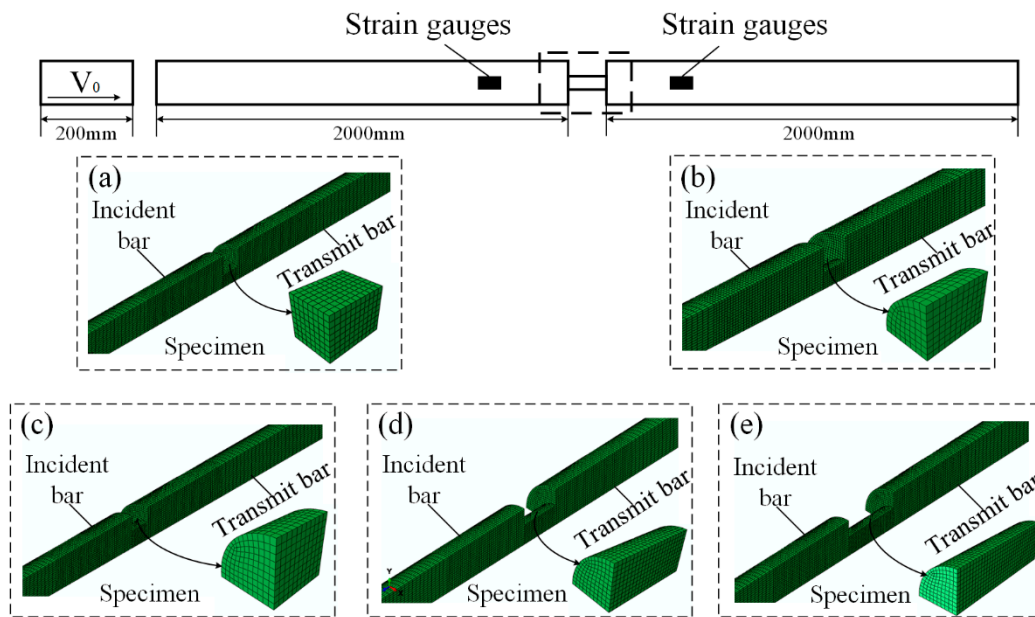 Strain gauges
Strain gauges
V0
200mm
2000mm
2000mm
(a)
Incident
bar
Transmit bar
Specimen
(b)
Incident
bar
Transmit bar
Specimen
(c)
Incident
bar
Transmit bar
Specimen
(d)
Incident
bar
Transmit bar
Specimen
Y
X
(e)
Incident
bar
Transmit bar
Specimen